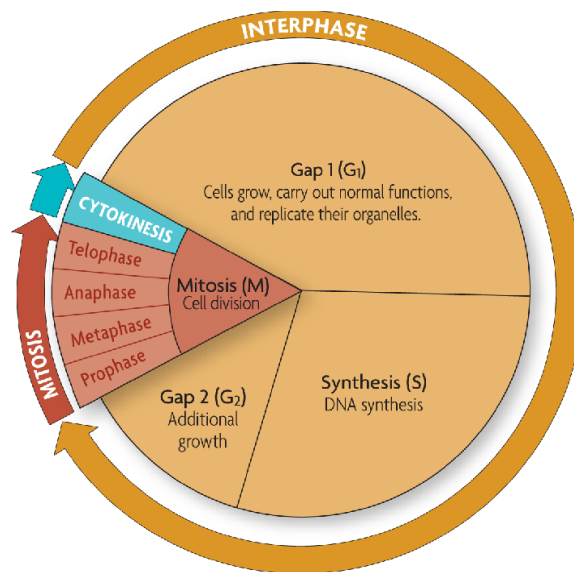 INTERPHASE
Gap 1 (G₁)
Cells grow, carry out normal functions,
and replicate their organelles.
CYTOKINESIS
Telophase
Anaphase
Metaphase
Prophase
Mitosis (M)
Cell division
MITOSIS
Gap 2 (G₂)
Additional
growth
Synthesis (S)
DNA synthesis